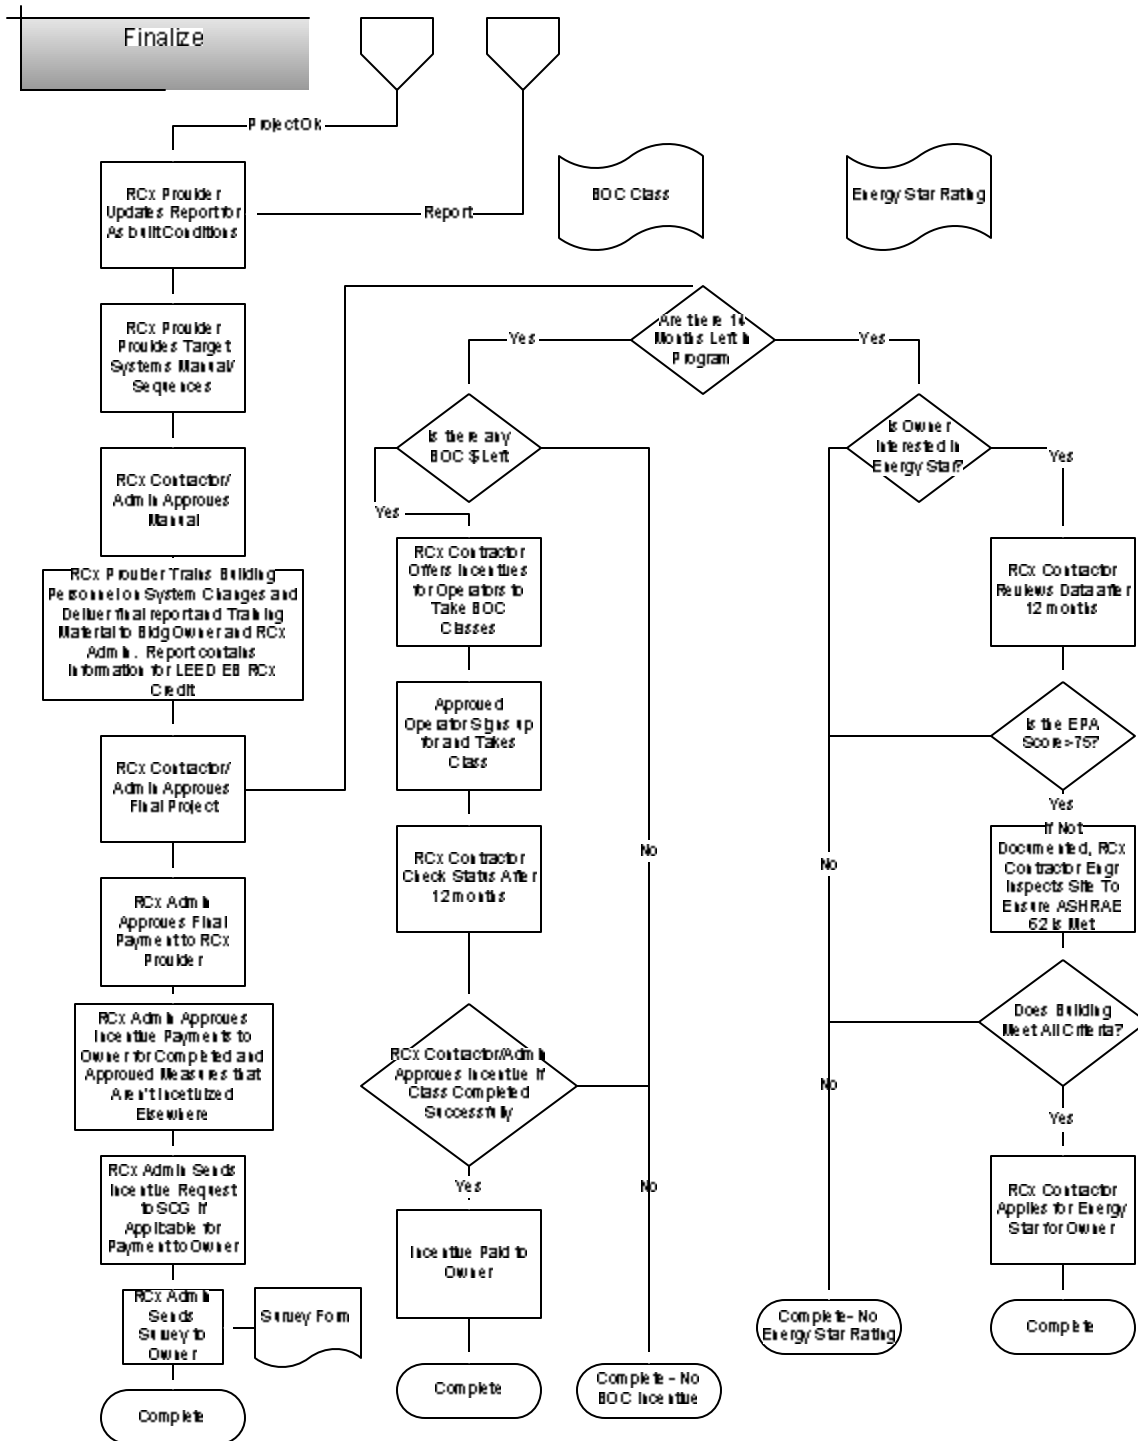 Finalize
Project Ok
RCx Provider
Updates Report for
As built Conditions
Report
BOC Class
Energy Star Rating
RCx Provider
Provides Target
Systems Manual/
Sequences
RCx Contractor/
Admin Approves
Manual
RCx Provider Trains Building
Personnel on System Changes and
Deliver final report and Training
Material to Bldg Owner and RCx
Admin. Report contains
Information for LEED EB RCx
Credit
RCx Contractor/
Admin Approves
Final Project
RCx Admin
Approves Final
Payment to RCx
Provider
RCx Admin Approves
Incentive Payments to
Owner for Completed and
Approved Measures that
Aren't Incetivized
Elsewhere
RCx Admin Sends
Incentive Request
to SCG if
Applicable for
Payment to Owner
RCx Admin
Sends
Survey to
Owner
Survey Form
Complete
Are there 14
Months Left in
Program
Yes
Yes
Is there any
BOC $ Left
Yes
RCx Contractor
Offers Incentives
for Operators to
Take BOC
Classes
Approved
Operator Signs up
for and Takes
Class
RCx Contractor
Check Status After
12 months
No
RCx Contractor/Admin
Approves Incentive If
Class Completed
Successfully
Yes
No
Incentive Paid to
Owner
Complete
Complete - No
BOC Incentive
Is Owner
Interested in
Energy Star?
Yes
RCx Contractor
Reviews Data after
12 months
Is the EPA
Score >75?
Yes
No
If Not
Documented, RCx
Contractor Engr
Inspects Site To
Ensure ASHRAE
62 is Met
Does Building
Meet All Criteria?
No
Yes
RCx Contractor
Applies for Energy
Star for Owner
Complete - No
Energy Star Rating
Complete